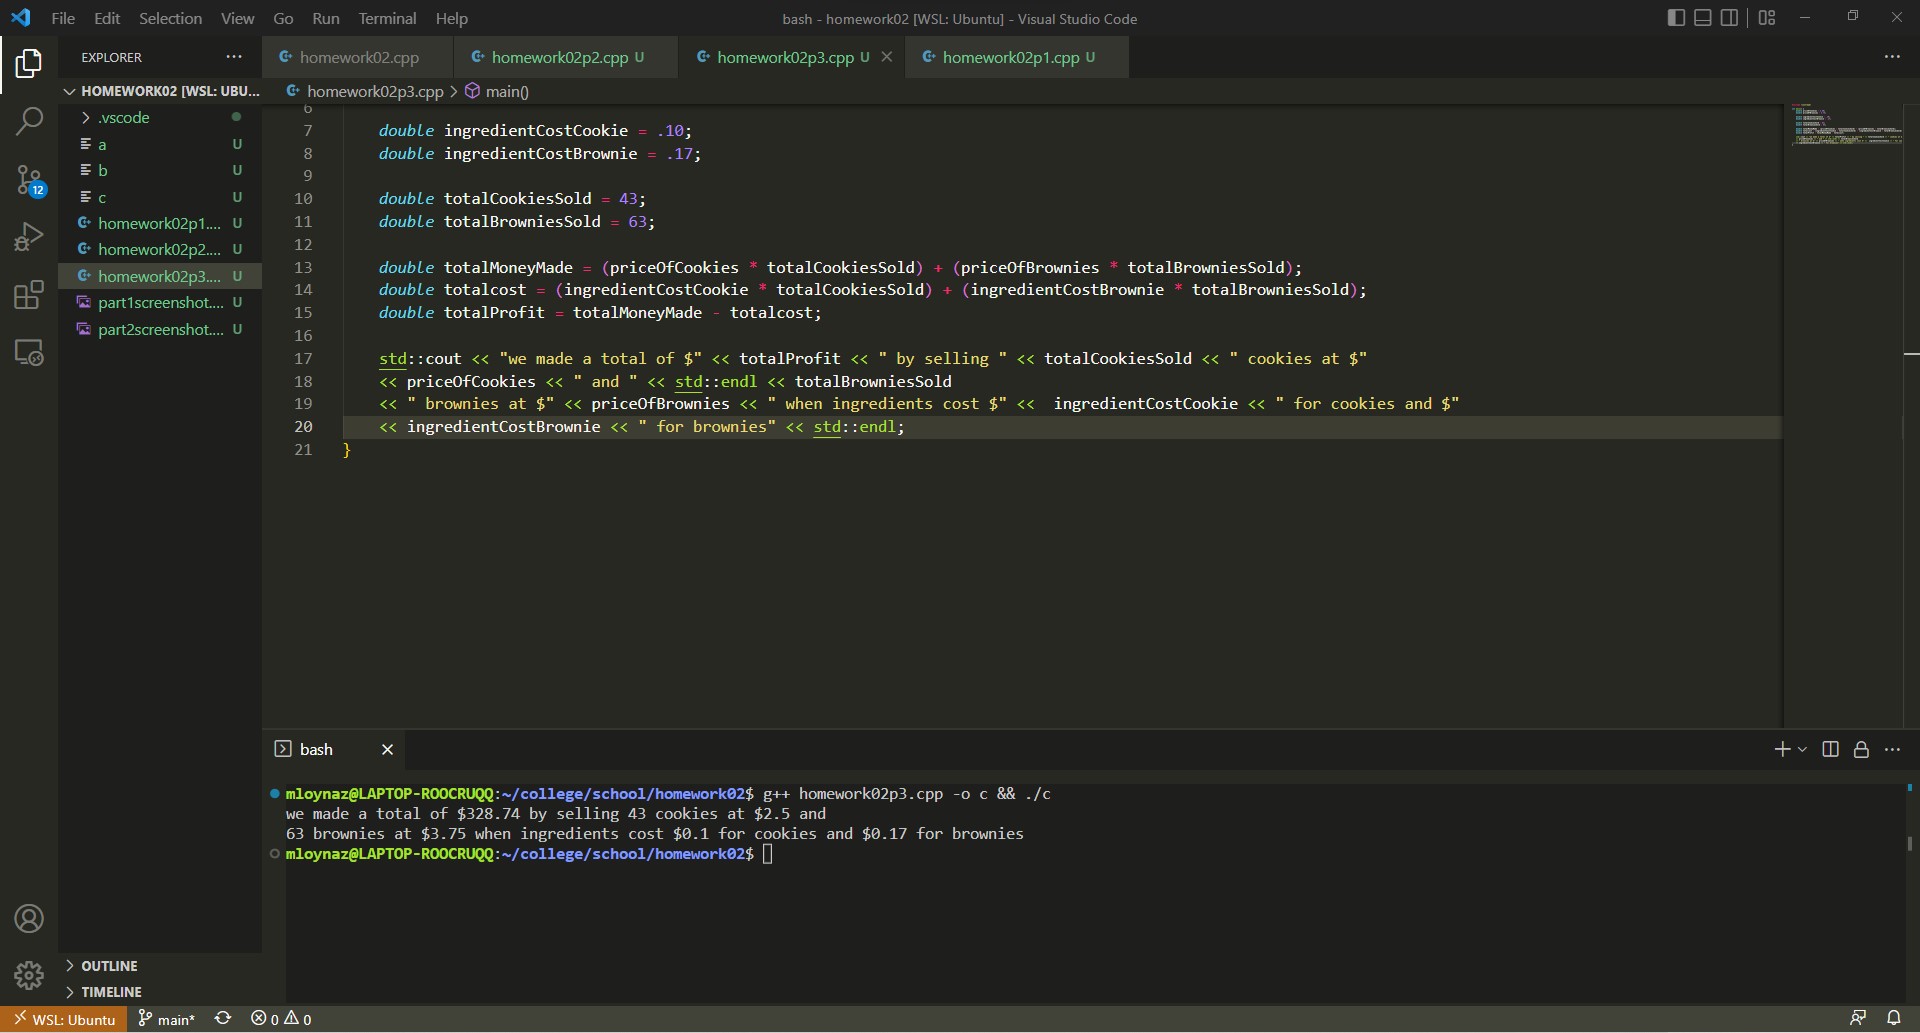 File Edit Selection View Go Run Terminal Help
bash - homework02 [WSL: Ubuntu] - Visual Studio Code
EXPLORER
homework02.cpp
homework02p2.cpp U
homework02p3.cpp U
homework02p1.cpp U
HOMEWORK02 [WSL: UBU...
homework02p3.cpp > main()
.vscode
a U
b U
c U
homework02p1.... U
homework02p2.... U
homework02p3.... U
part1screenshot.... U
part2screenshot.... U
12
6
7 double ingredientCostCookie = .10;
8 double ingredientCostBrownie = .17;
9
10 double totalCookiesSold = 43;
11 double totalBrowniesSold = 63;
12
13 double totalMoneyMade = (priceOfCookies * totalCookiesSold) + (priceOfBrownies * totalBrowniesSold);
14 double totalcost = (ingredientCostCookie * totalCookiesSold) + (ingredientCostBrownie * totalBrowniesSold);
15 double totalProfit = totalMoneyMade - totalcost;
16
17 std::cout << "we made a total of $" << totalProfit << " by selling " << totalCookiesSold << " cookies at $"
18 << priceOfCookies << " and " << std::endl << totalBrowniesSold
19 << " brownies at $" << priceOfBrownies << " when ingredients cost $" <<  ingredientCostCookie << " for cookies and $"
20 << ingredientCostBrownie << " for brownies" << std::endl;
21 }
bash
mloynaz@LAPTOP-ROOCRUQQ:~/college/school/homework02$ g++ homework02p3.cpp -o c && ./c
we made a total of $328.74 by selling 43 cookies at $2.5 and
63 brownies at $3.75 when ingredients cost $0.1 for cookies and $0.17 for brownies
mloynaz@LAPTOP-ROOCRUQQ:~/college/school/homework02$
OUTLINE
TIMELINE
WSL: Ubuntu main* 0 0